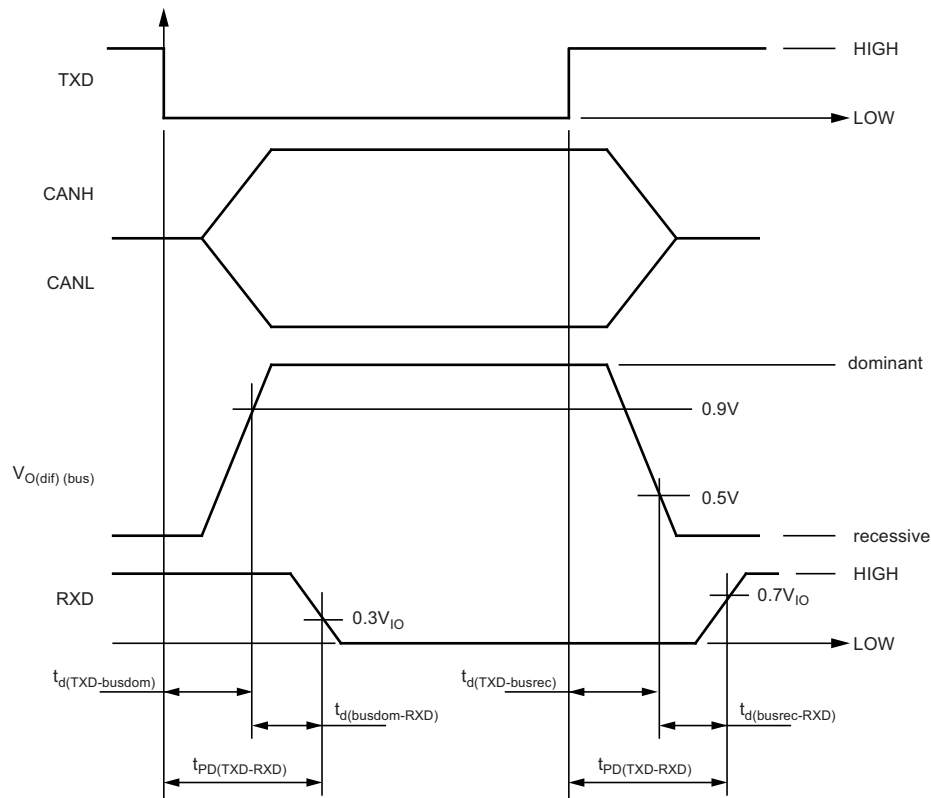 TXD
HIGH
LOW
CANH
CANL
dominant
0.9V
V_O(dif) (bus)
0.5V
recessive
RXD
HIGH
0.3V_IO
0.7V_IO
LOW
t_d(TXD-busdom)
t_d(TXD-busrec)
t_d(busdom-RXD)
t_d(busrec-RXD)
t_PD(TXD-RXD)
t_PD(TXD-RXD)